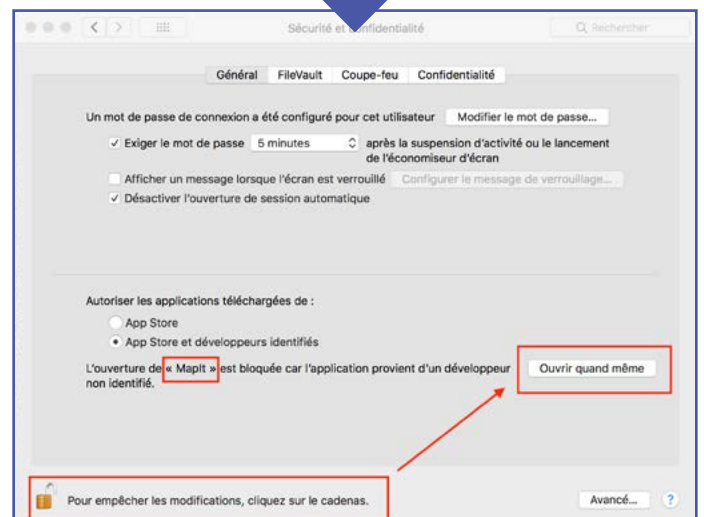 Sécurité et confidentialité
Rechercher
Général FileVault Coupe-feu Confidentialité
Un mot de passe de connexion a été configuré pour cet utilisateur Modifier le mot de passe...
Exiger le mot de passe 5 minutes après la suspension d'activité ou le lancement
de l'économiseur d'écran
Afficher un message lorsque l'écran est verrouillé Configurer le message de verrouillage...
Désactiver l'ouverture de session automatique
Autoriser les applications téléchargées de :
App Store
App Store et développeurs identifiés
L'ouverture de « MapIt » est bloquée car l'application provient d'un développeur Ouvrir quand même
non identifié.
Pour empêcher les modifications, cliquez sur le cadenas. Avancé... ?